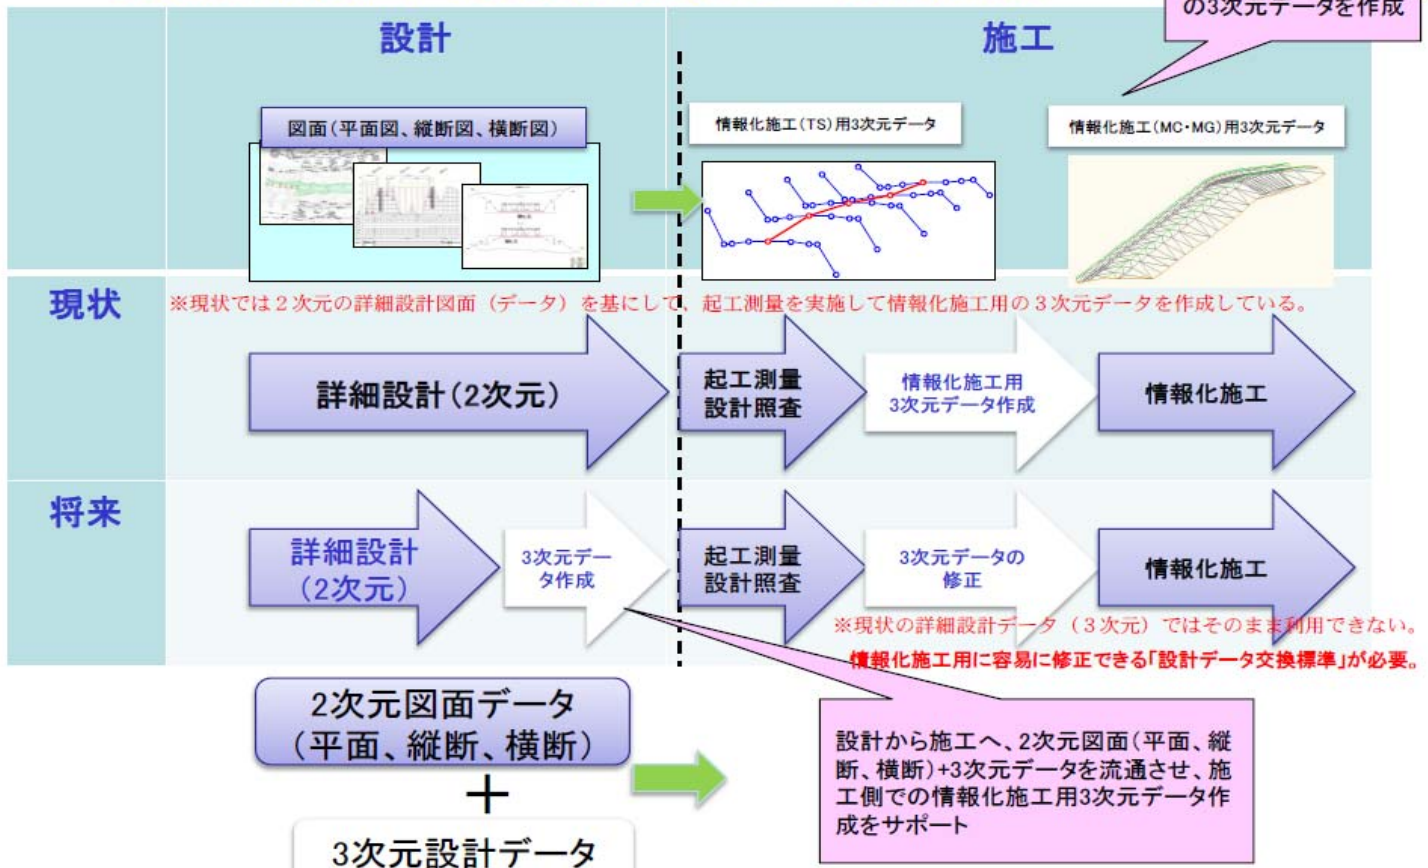 の3次元データを作成
設計
施工
図面(平面図、縦断図、横断図)
情報化施工(TS)用3次元データ
情報化施工(MC・MG)用3次元データ
現状
※現状では2次元の詳細設計図面(データ)を基にして、起工測量を実施して情報化施工用の3次元データを作成している。
詳細設計(2次元)
起工測量
設計照査
情報化施工用
3次元データ作成
情報化施工
将来
詳細設計
(2次元)
3次元デー
タ作成
起工測量
設計照査
3次元データの
修正
情報化施工
※現状の詳細設計データ(3次元)ではそのまま利用できない。
情報化施工用に容易に修正できる「設計データ交換標準」が必要。
2次元図面データ
(平面、縦断、横断)
+
3次元設計データ
設計から施工へ、2次元図面(平面、縦
断、横断)+3次元データを流通させ、施
工側での情報化施工用3次元データ作
成をサポート